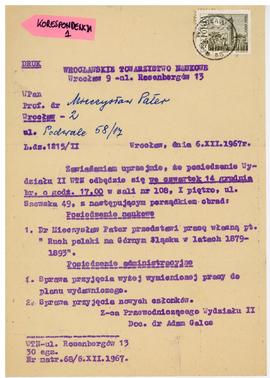 KORESPONDENCJA
1
DRUK
WROCŁAWSKIE TOWARZYSTWO NAUKOWE
Wrocław 9 -ul. Rosenbergów 13
WPan
Prof. dr Mieczysław Pater
Wrocław - 2
ul. Podwale 58/
L.dz.1215/II Wrocław, dnia 6.XII.1967r.
Zawiadamiam uprzejmie, że posiedzenie Wy-
działu II WTN odbędzie się we czwartek 14 grudnia
br. o godz. 17.00 w sali nr 108, I piętro, ul.
Szewska 49, z następującym porządkiem obrad:
Posiedzenie naukowe
1. Dr Mieczysław Pater przedstawi pracę własną pt.
" Ruch polski na Górnym Śląsku w latach 1879-
-1893".
Posiedzenie administracyjne
1. Sprawa przyjęcia wyżej wymienionej pracy do
planu wydawniczego.
2. Sprawa przyjęcia nowych członków.
Z-ca Przewodniczącego Wydziału II
Doc. dr Adam Galos
WTN-ul. Rosenbergów 13
30 egz.
Nr matr.68/6.XII.1967.